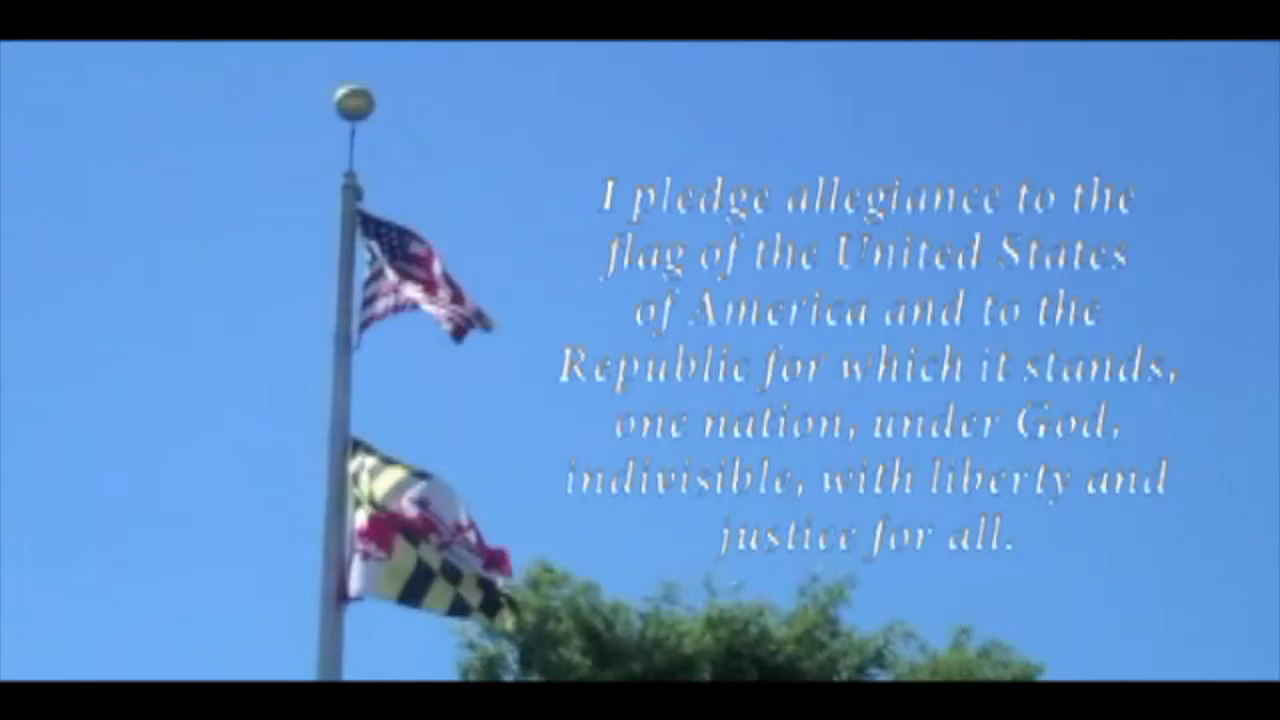 I pledge allegiance to the
flag of the United States
of America and to the
Republic for which it stands,
one nation, under God,
indivisible, with liberty and
justice for all.